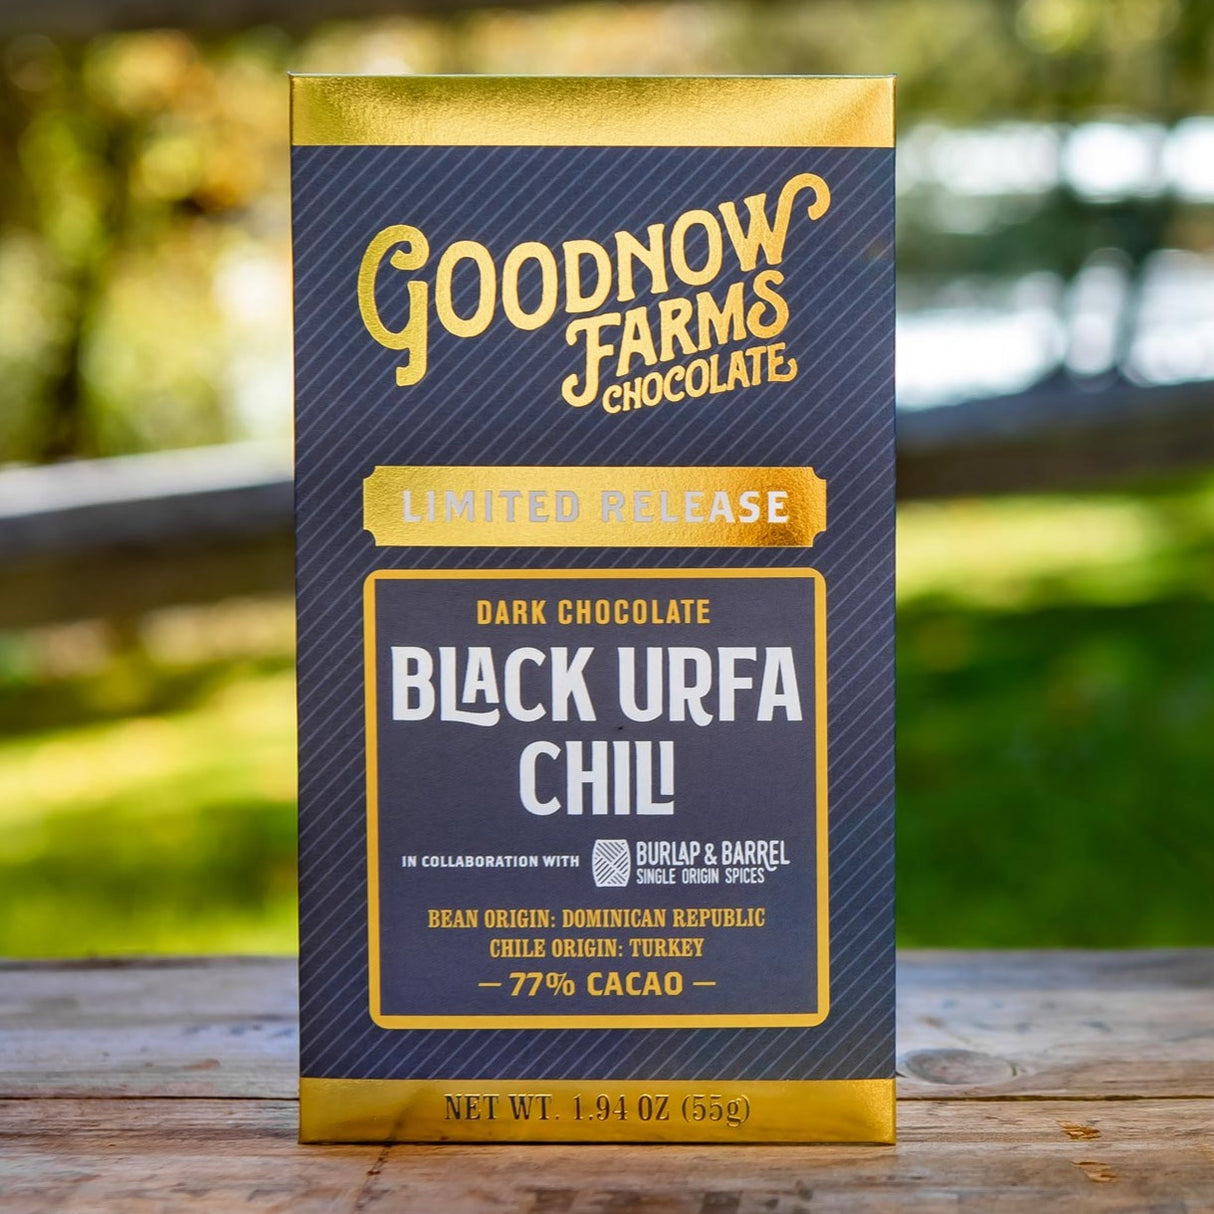 GOODNOW
FARMS
CHOCOLATE
LIMITED RELEASE
DARK CHOCOLATE
BLACK URFA
CHILI
IN COLLABORATION WITH BURLAP & BARREL
SINGLE ORIGIN SPICES
BEAN ORIGIN: DOMINICAN REPUBLIC
CHILE ORIGIN: TURKEY
— 77% CACAO —
NET WT. 1.94 OZ (55g)